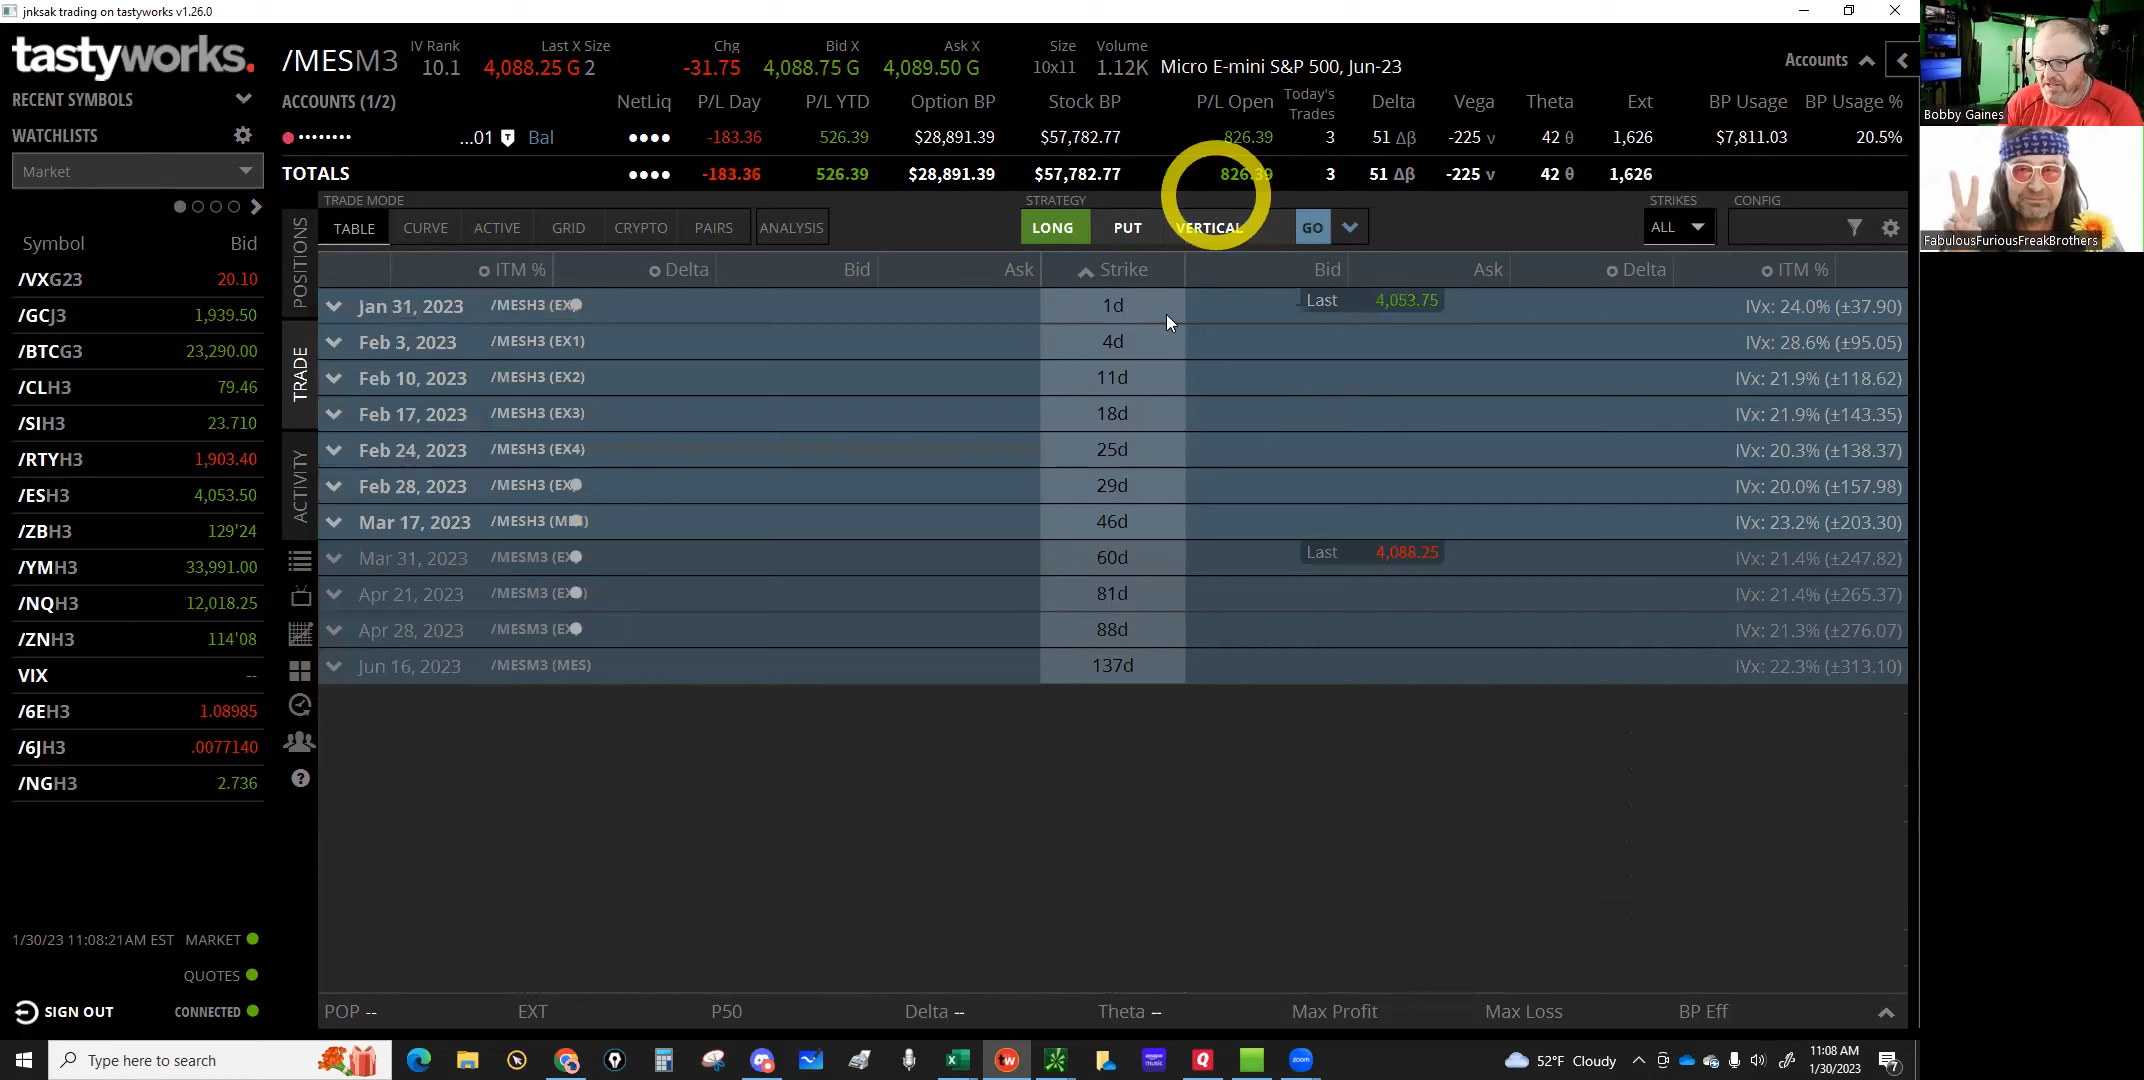 jnksak trading on tastyworks v1.26.0
tastyworks.
/MESM3
IV Rank
10.1
Last X Size
4,088.25 G 2
Chg
-31.75
Bid X
4,088.75 G
Ask X
4,089.50 G
Size
10x11
Volume
1.12K
Micro E-mini S&P 500, Jun-23
Accounts
RECENT SYMBOLS
WATCHLISTS
Market
Symbol Bid
/VXG23 20.10
/GCJ3 1,939.50
/BTCG3 23,290.00
/CLH3 79.46
/SIH3 23.710
/RTYH3 1,903.40
/ESH3 4,053.50
/ZBH3 129'24
/YMH3 33,991.00
/NQH3 12,018.25
/ZNH3 114'08
VIX --
/6EH3 1.08985
/6JH3 .0077140
/NGH3 2.736
1/30/23 11:08:21AM EST MARKET
QUOTES
SIGN OUT CONNECTED
ACCOUNTS (1/2) NetLiq P/L Day P/L YTD Option BP Stock BP P/L Open Today's Trades Delta Vega Theta Ext BP Usage BP Usage %
...01 Bal -183.36 526.39 $28,891.39 $57,782.77 826.39 3 51 Δβ -225 ν 42 θ 1,626 $7,811.03 20.5%
TOTALS -183.36 526.39 $28,891.39 $57,782.77 826.39 3 51 Δβ -225 ν 42 θ 1,626
POSITIONS
TRADE
ACTIVITY
TRADE MODE STRATEGY STRIKES CONFIG
TABLE CURVE ACTIVE GRID CRYPTO PAIRS ANALYSIS LONG PUT VERTICAL GO ALL
ITM % Delta Bid Ask Strike Bid Ask Delta ITM %
Jan 31, 2023 /MESH3 (EX 1d Last 4,053.75 IVx: 24.0% (±37.90)
Feb 3, 2023 /MESH3 (EX1) 4d IVx: 28.6% (±95.05)
Feb 10, 2023 /MESH3 (EX2) 11d IVx: 21.9% (±118.62)
Feb 17, 2023 /MESH3 (EX3) 18d IVx: 21.9% (±143.35)
Feb 24, 2023 /MESH3 (EX4) 25d IVx: 20.3% (±138.37)
Feb 28, 2023 /MESH3 (EX 29d IVx: 20.0% (±157.98)
Mar 17, 2023 /MESH3 (M 46d IVx: 23.2% (±203.30)
Mar 31, 2023 /MESM3 (EX 60d Last 4,088.25 IVx: 21.4% (±247.82)
Apr 21, 2023 /MESM3 (E ) 81d IVx: 21.4% (±265.37)
Apr 28, 2023 /MESM3 (E 88d IVx: 21.3% (±276.07)
Jun 16, 2023 /MESM3 (MES) 137d IVx: 22.3% (±313.10)
POP -- EXT P50 Delta -- Theta -- Max Profit Max Loss BP Eff
Bobby Gaines
FabulousFuriousFreakBrothers
Type here to search
tw
zoom
52°F Cloudy
11:08 AM
1/30/2023
7